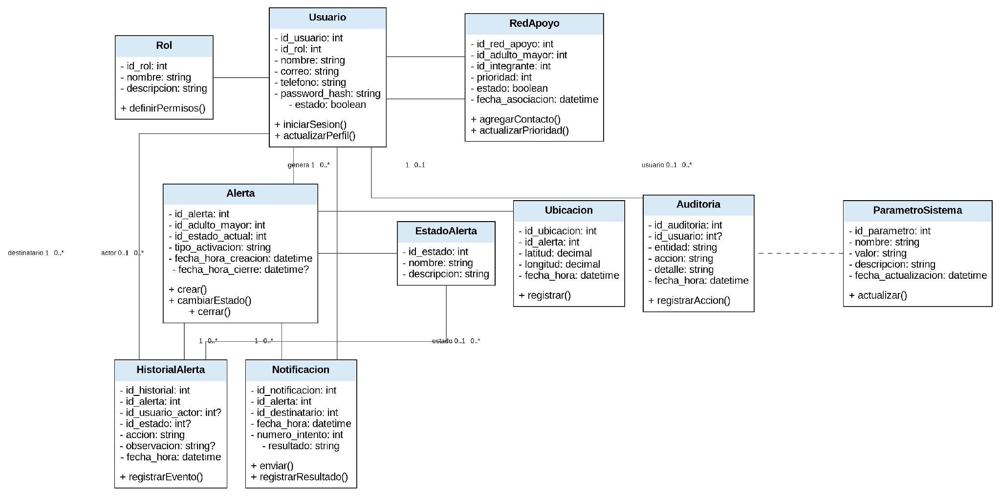 Usuario
- id_usuario: int
- id_rol: int
- nombre: string
- correo: string
- telefono: string
- password_hash: string
- estado: boolean
+ iniciarSesion()
+ actualizarPerfil()
RedApoyo
- id_red_apoyo: int
- id_adulto_mayor: int
- id_integrante: int
- prioridad: int
- estado: boolean
- fecha_asociacion: datetime
+ agregarContacto()
+ actualizarPrioridad()
Rol
- id_rol: int
- nombre: string
- descripcion: string
+ definirPermisos()
genera 1 0..*
1 0..1
usuario 0..1 0..*
Alerta
- id_alerta: int
- id_adulto_mayor: int
- id_estado_actual: int
- tipo_activacion: string
- fecha_hora_creacion: datetime
- fecha_hora_cierre: datetime?
+ crear()
+ cambiarEstado()
+ cerrar()
EstadoAlerta
- id_estado: int
- nombre: string
- descripcion: string
Ubicacion
- id_ubicacion: int
- id_alerta: int
- latitud: decimal
- longitud: decimal
- fecha_hora: datetime
+ registrar()
Auditoria
- id_auditoria: int
- id_usuario: int?
- entidad: string
- accion: string
- detalle: string
- fecha_hora: datetime
+ registrarAccion()
ParametroSistema
- id_parametro: int
- nombre: string
- valor: string
- descripcion: string
- fecha_actualizacion: datetime
+ actualizar()
destinatario 1 0..*
actor 0..1 0..*
1 0..*
1 0..*
estado 0..1 0..*
HistorialAlerta
- id_historial: int
- id_alerta: int
- id_usuario_actor: int?
- id_estado: int?
- accion: string
- observacion: string?
- fecha_hora: datetime
+ registrarEvento()
Notificacion
- id_notificacion: int
- id_alerta: int
- id_destinatario: int
- fecha_hora: datetime
- numero_intento: int
- resultado: string
+ enviar()
+ registrarResultado()